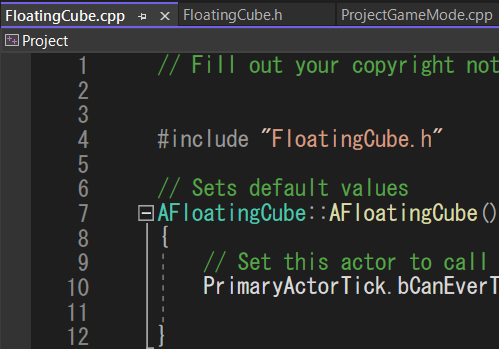 FloatingCube.cpp FloatingCube.h ProjectGameMode.cpp
Project
1 // Fill out your copyright not
2
3
4 #include "FloatingCube.h"
5
6 // Sets default values
7 AFloatingCube::AFloatingCube()
8 {
9 // Set this actor to call
10 PrimaryActorTick.bCanEverT
11
12 }